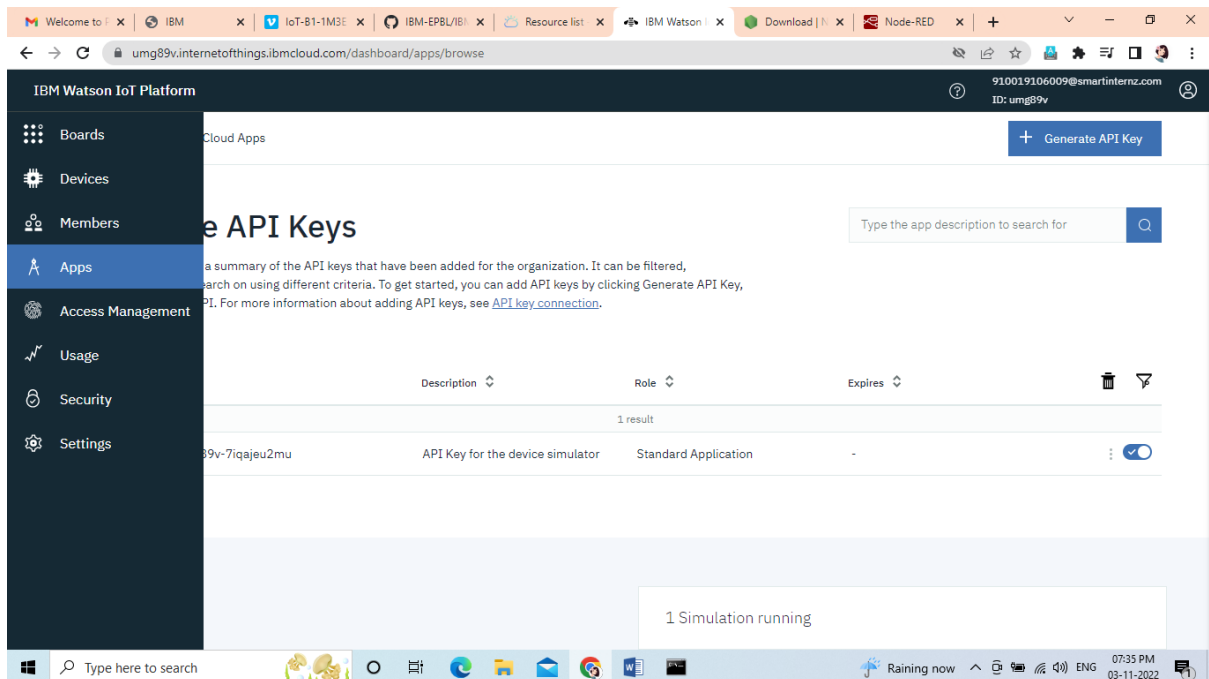 Welcome to P
IBM
IoT-B1-1M3E
IBM-EPBL/IBM
Resource list
IBM Watson I
Download | N
Node-RED
umg89v.internetofthings.ibmcloud.com/dashboard/apps/browse
IBM Watson IoT Platform
910019106009@smartinternz.com
ID: umg89v
Boards
Devices
Members
Apps
Access Management
Usage
Security
Settings
Cloud Apps
Generate API Key
e API Keys
Type the app description to search for
a summary of the API keys that have been added for the organization. It can be filtered,
earch on using different criteria. To get started, you can add API keys by clicking Generate API Key,
PI. For more information about adding API keys, see API key connection.
Description Role Expires
1 result
39v-7iqajeu2mu API Key for the device simulator Standard Application -
1 Simulation running
Type here to search
Raining now
ENG
07:35 PM
03-11-2022
1